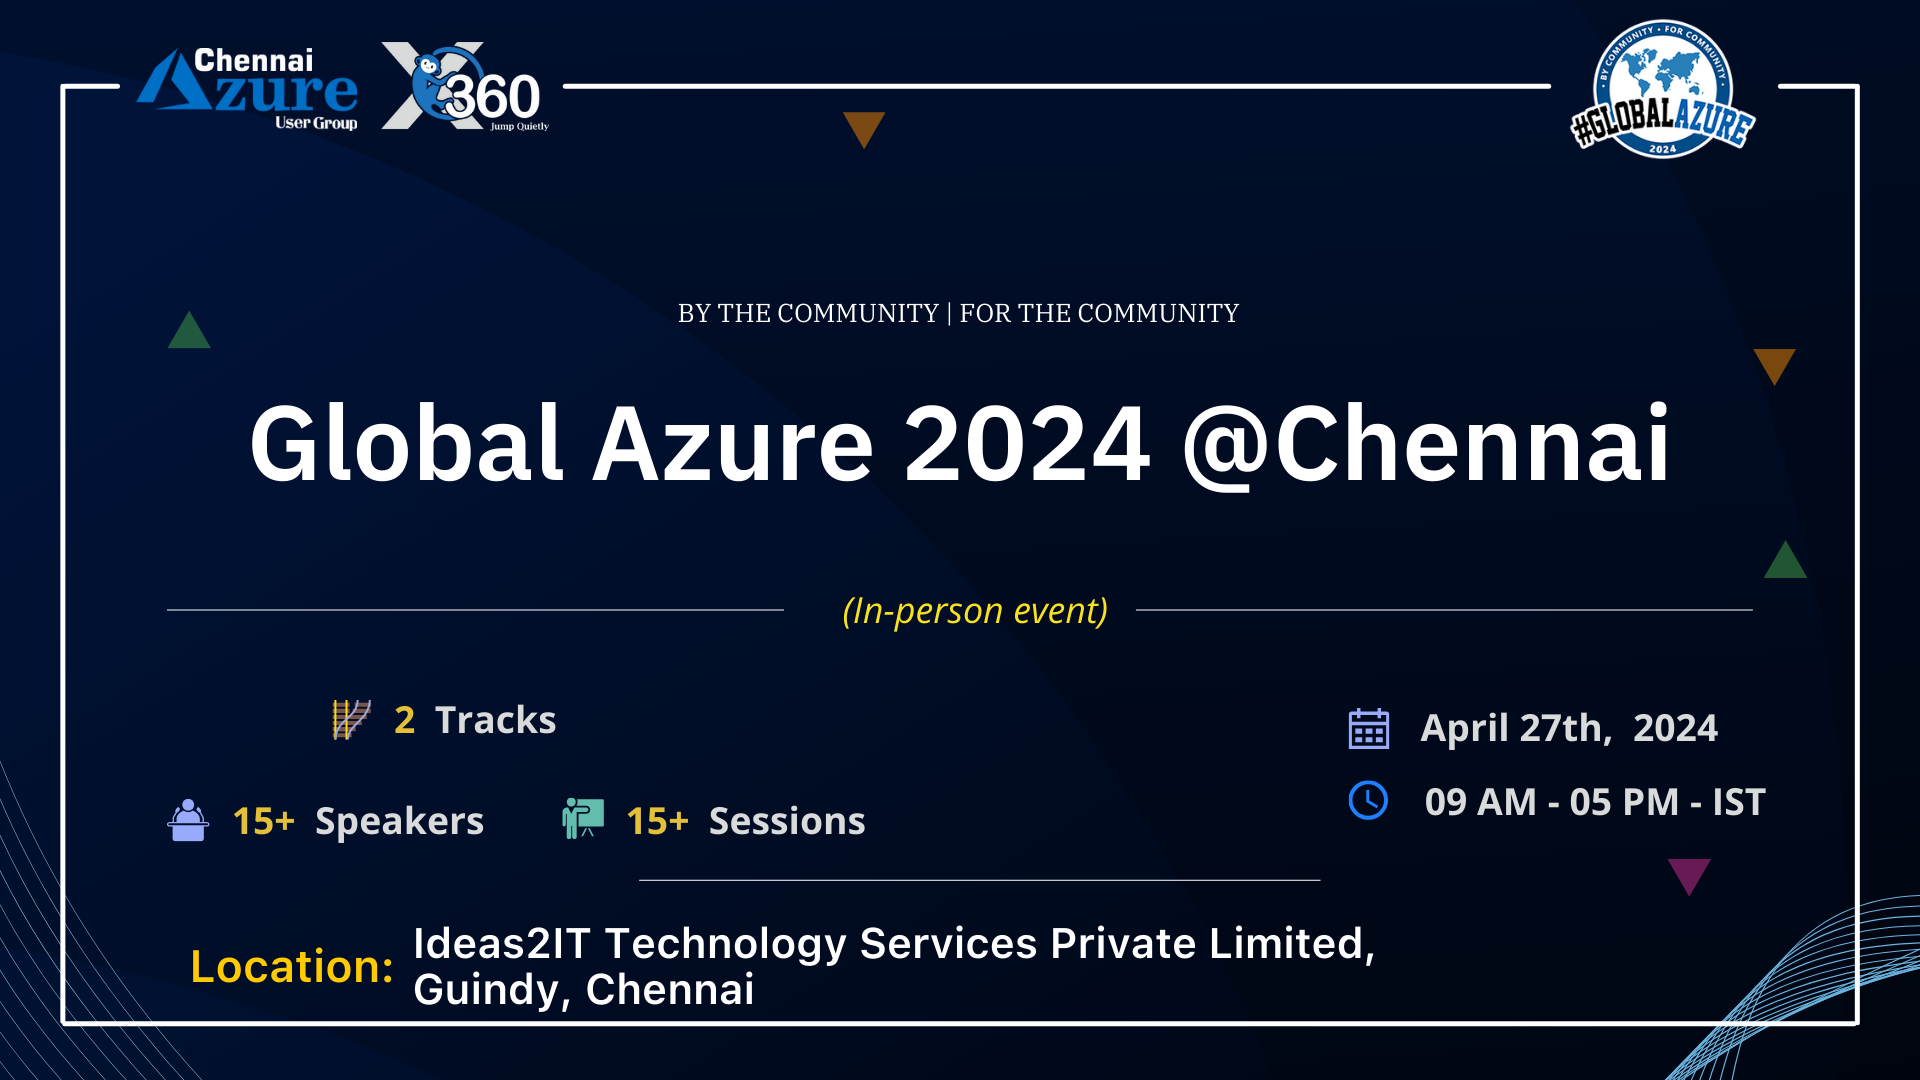 Chennai
Azure
User Group
X360
Jump Quietly
BY COMMUNITY • FOR COMMUNITY
#GLOBALAZURE
2024
BY THE COMMUNITY | FOR THE COMMUNITY
Global Azure 2024 @Chennai
(In-person event)
2 Tracks
15+ Speakers
15+ Sessions
April 27th, 2024
09 AM - 05 PM - IST
Location:
Ideas2IT Technology Services Private Limited,
Guindy, Chennai